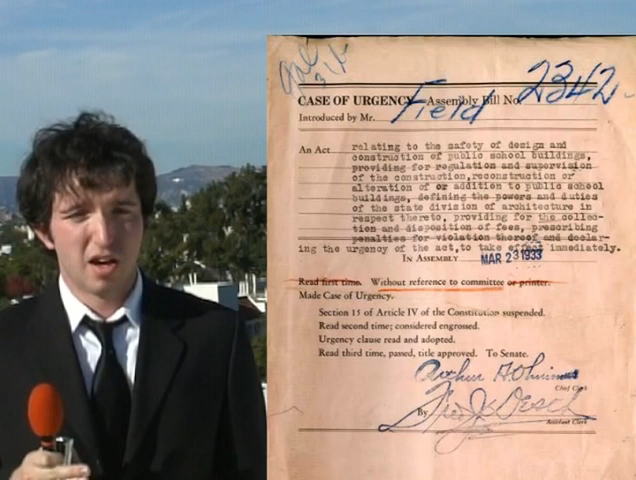 CASE OF URGENCY—Assembly Bill No. 2342
Introduced by Mr. Field
An Act relating to the safety of design and
construction of public school buildings,
providing for regulation and supervision
of the construction,reconstruction or
alteration of or addition to public school
buildings, defining the powers and duties
of the state division of architecture in
respect thereto, providing for the collec-
tion and disposition of fees, prescribing
penalties for violation thereof and declar-
ing the urgency of the act,to take effect immediately.
In Assembly MAR 23 1933
Read first time. Without reference to committee or printer.
Made Case of Urgency.
Section 15 of Article IV of the Constitution suspended.
Read second time; considered engrossed.
Urgency clause read and adopted.
Read third time, passed, title approved. To Senate.
Chief Clerk
By
Assistant Clerk